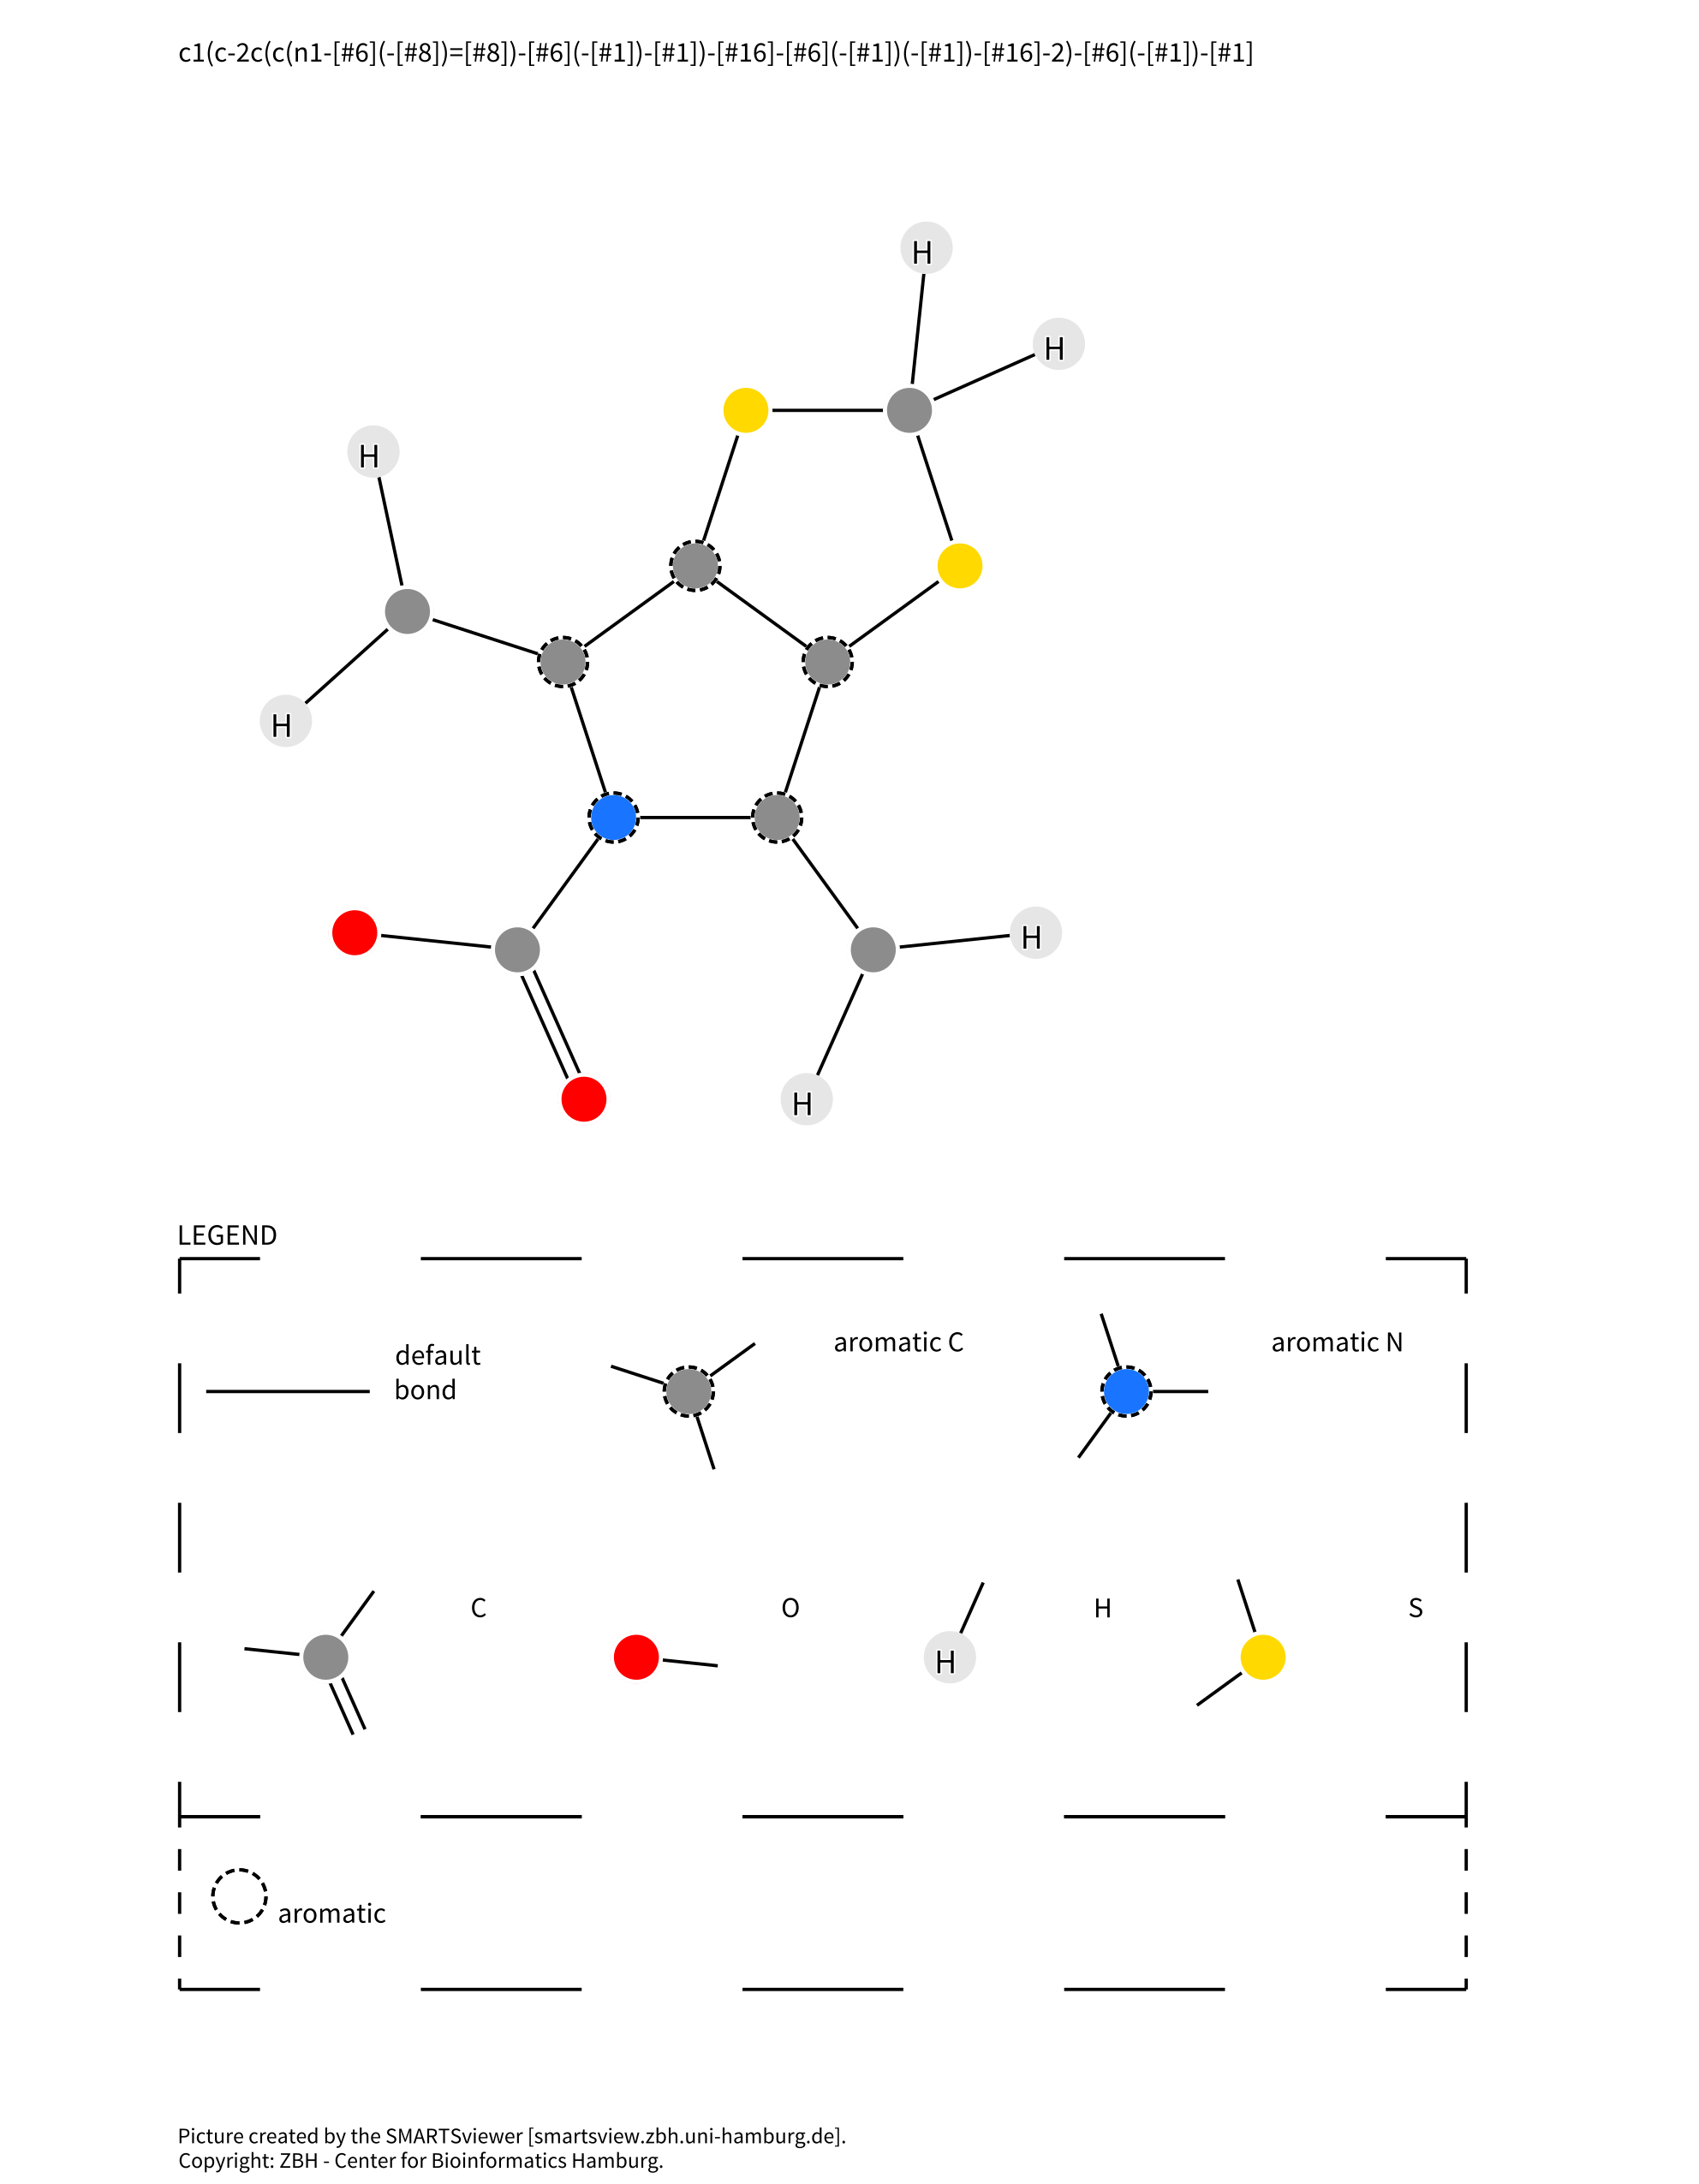 c1(c-2c(c(n1-[#6](-[#8])=[#8])-[#6](-[#1])-[#1])-[#16]-[#6](-[#1])(-[#1])-[#16]-2)-[#6](-[#1])-[#1]
H
H
H
H
H
H
LEGEND
default
bond
aromatic C
aromatic N
C
O
H
H
S
aromatic
Picture created by the SMARTSviewer [smartsview.zbh.uni-hamburg.de].
Copyright: ZBH - Center for Bioinformatics Hamburg.